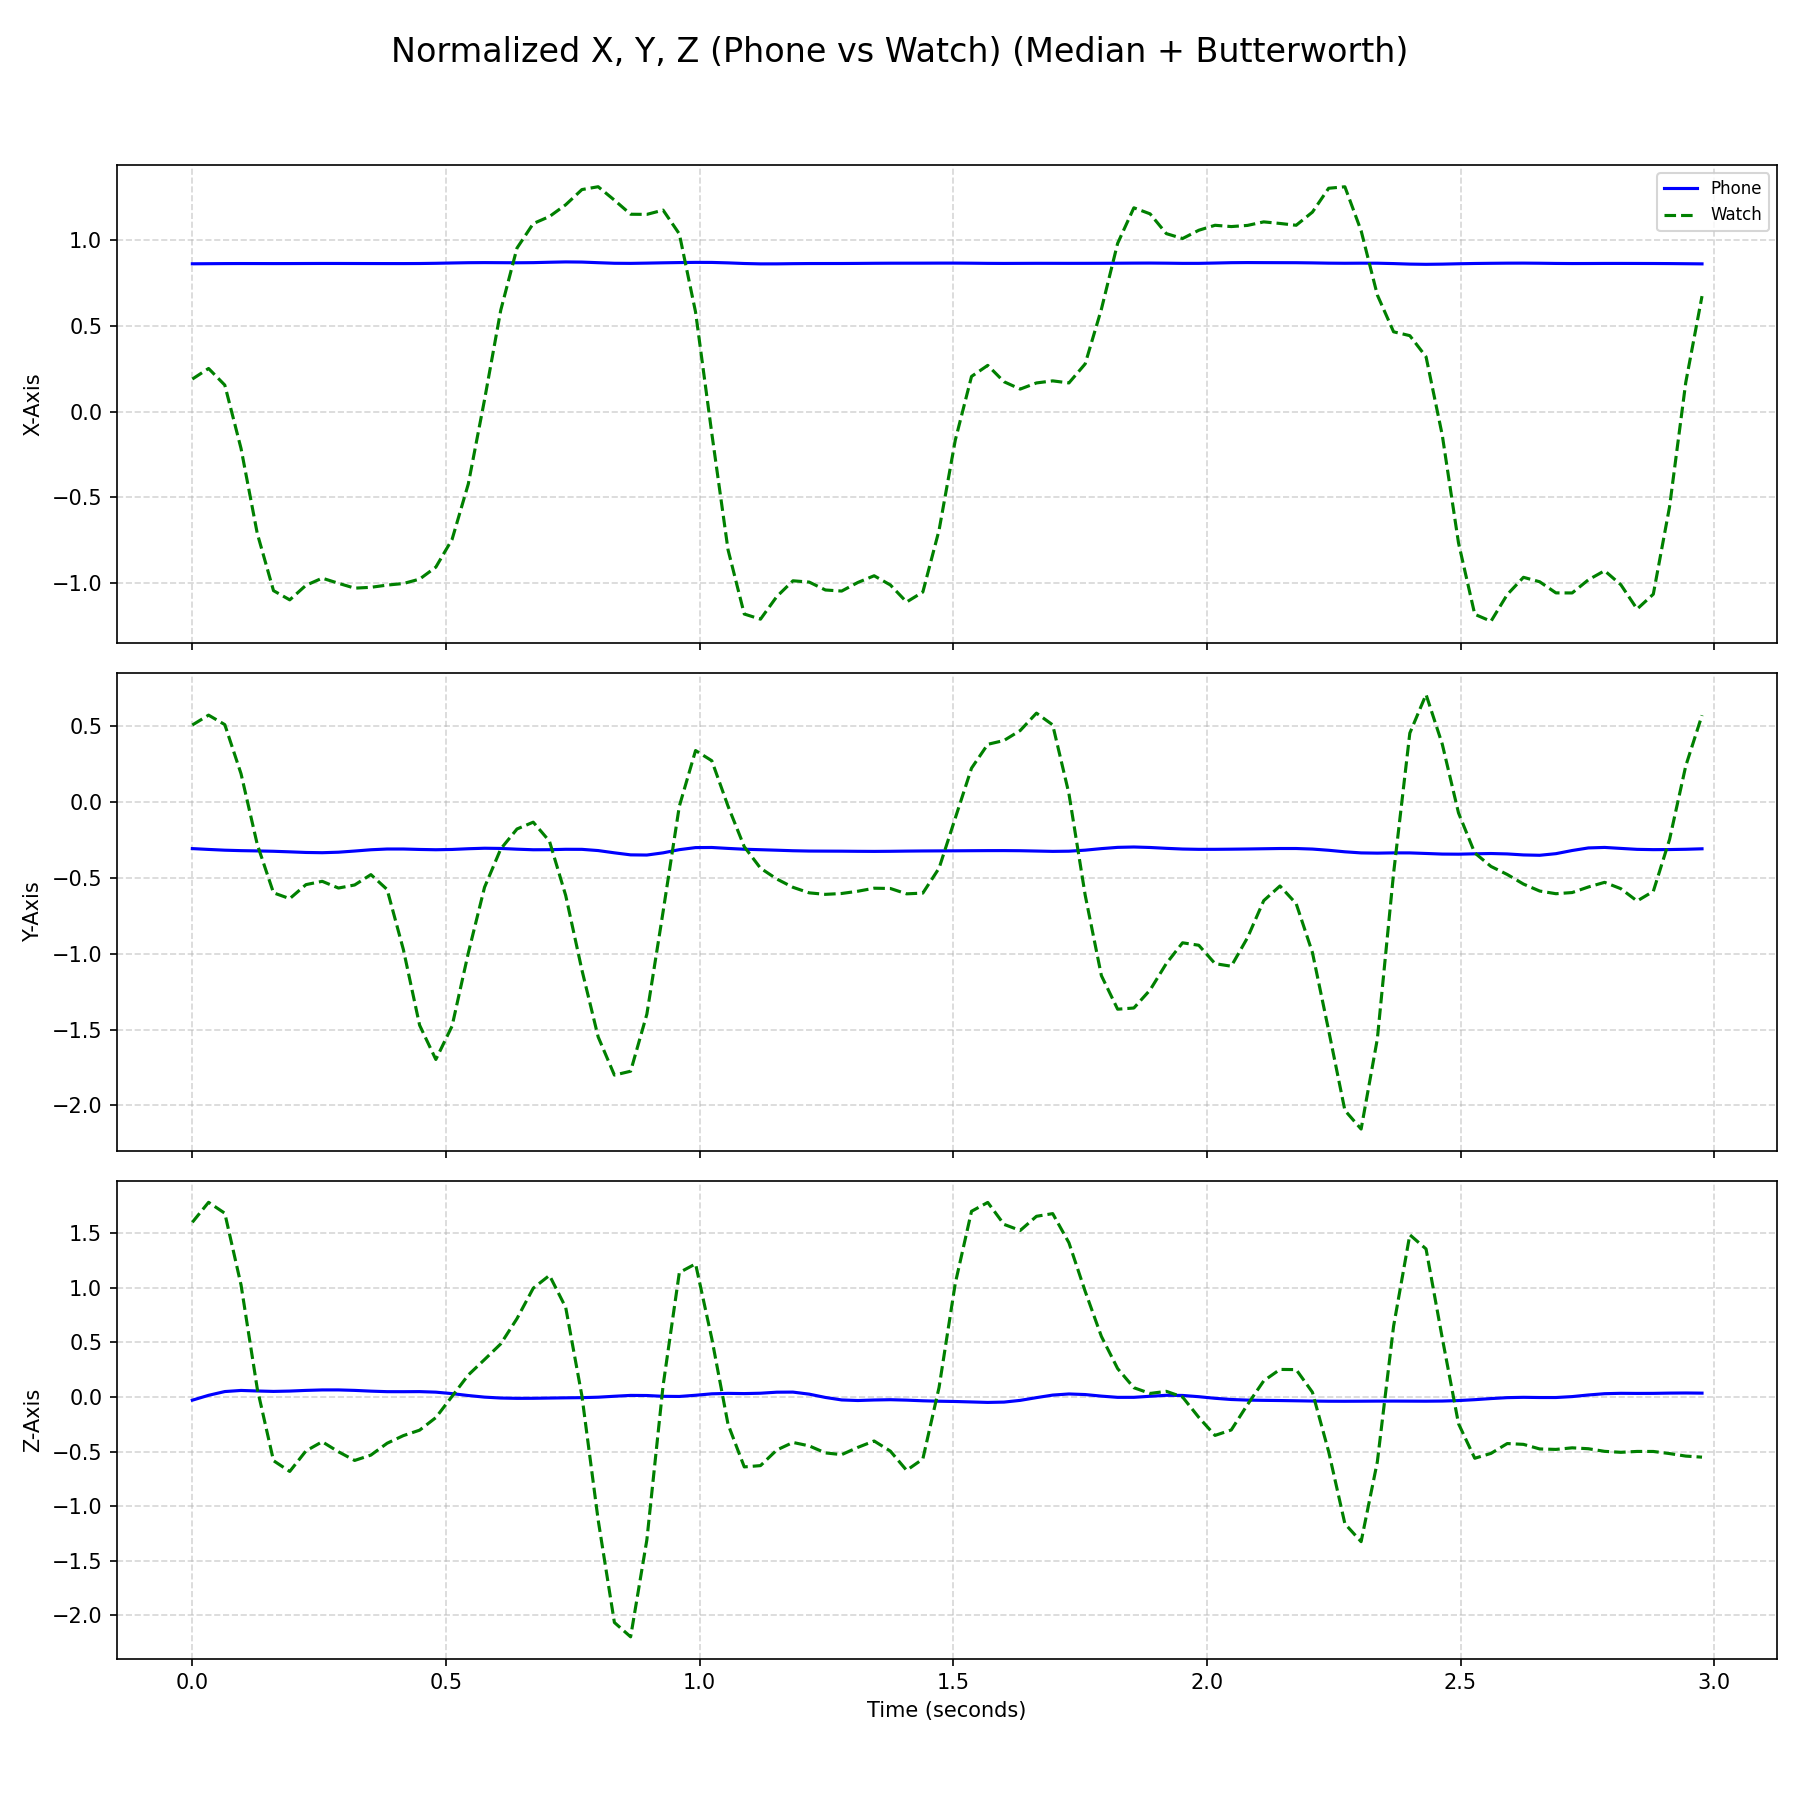 Normalized X, Y, Z (Phone vs Watch) (Median + Butterworth)
Phone
Watch
X-Axis
1.0
0.5
0.0
−0.5
−1.0
Y-Axis
0.5
0.0
−0.5
−1.0
−1.5
−2.0
Z-Axis
1.5
1.0
0.5
0.0
−0.5
−1.0
−1.5
−2.0
0.0 0.5 1.0 1.5 2.0 2.5 3.0
Time (seconds)